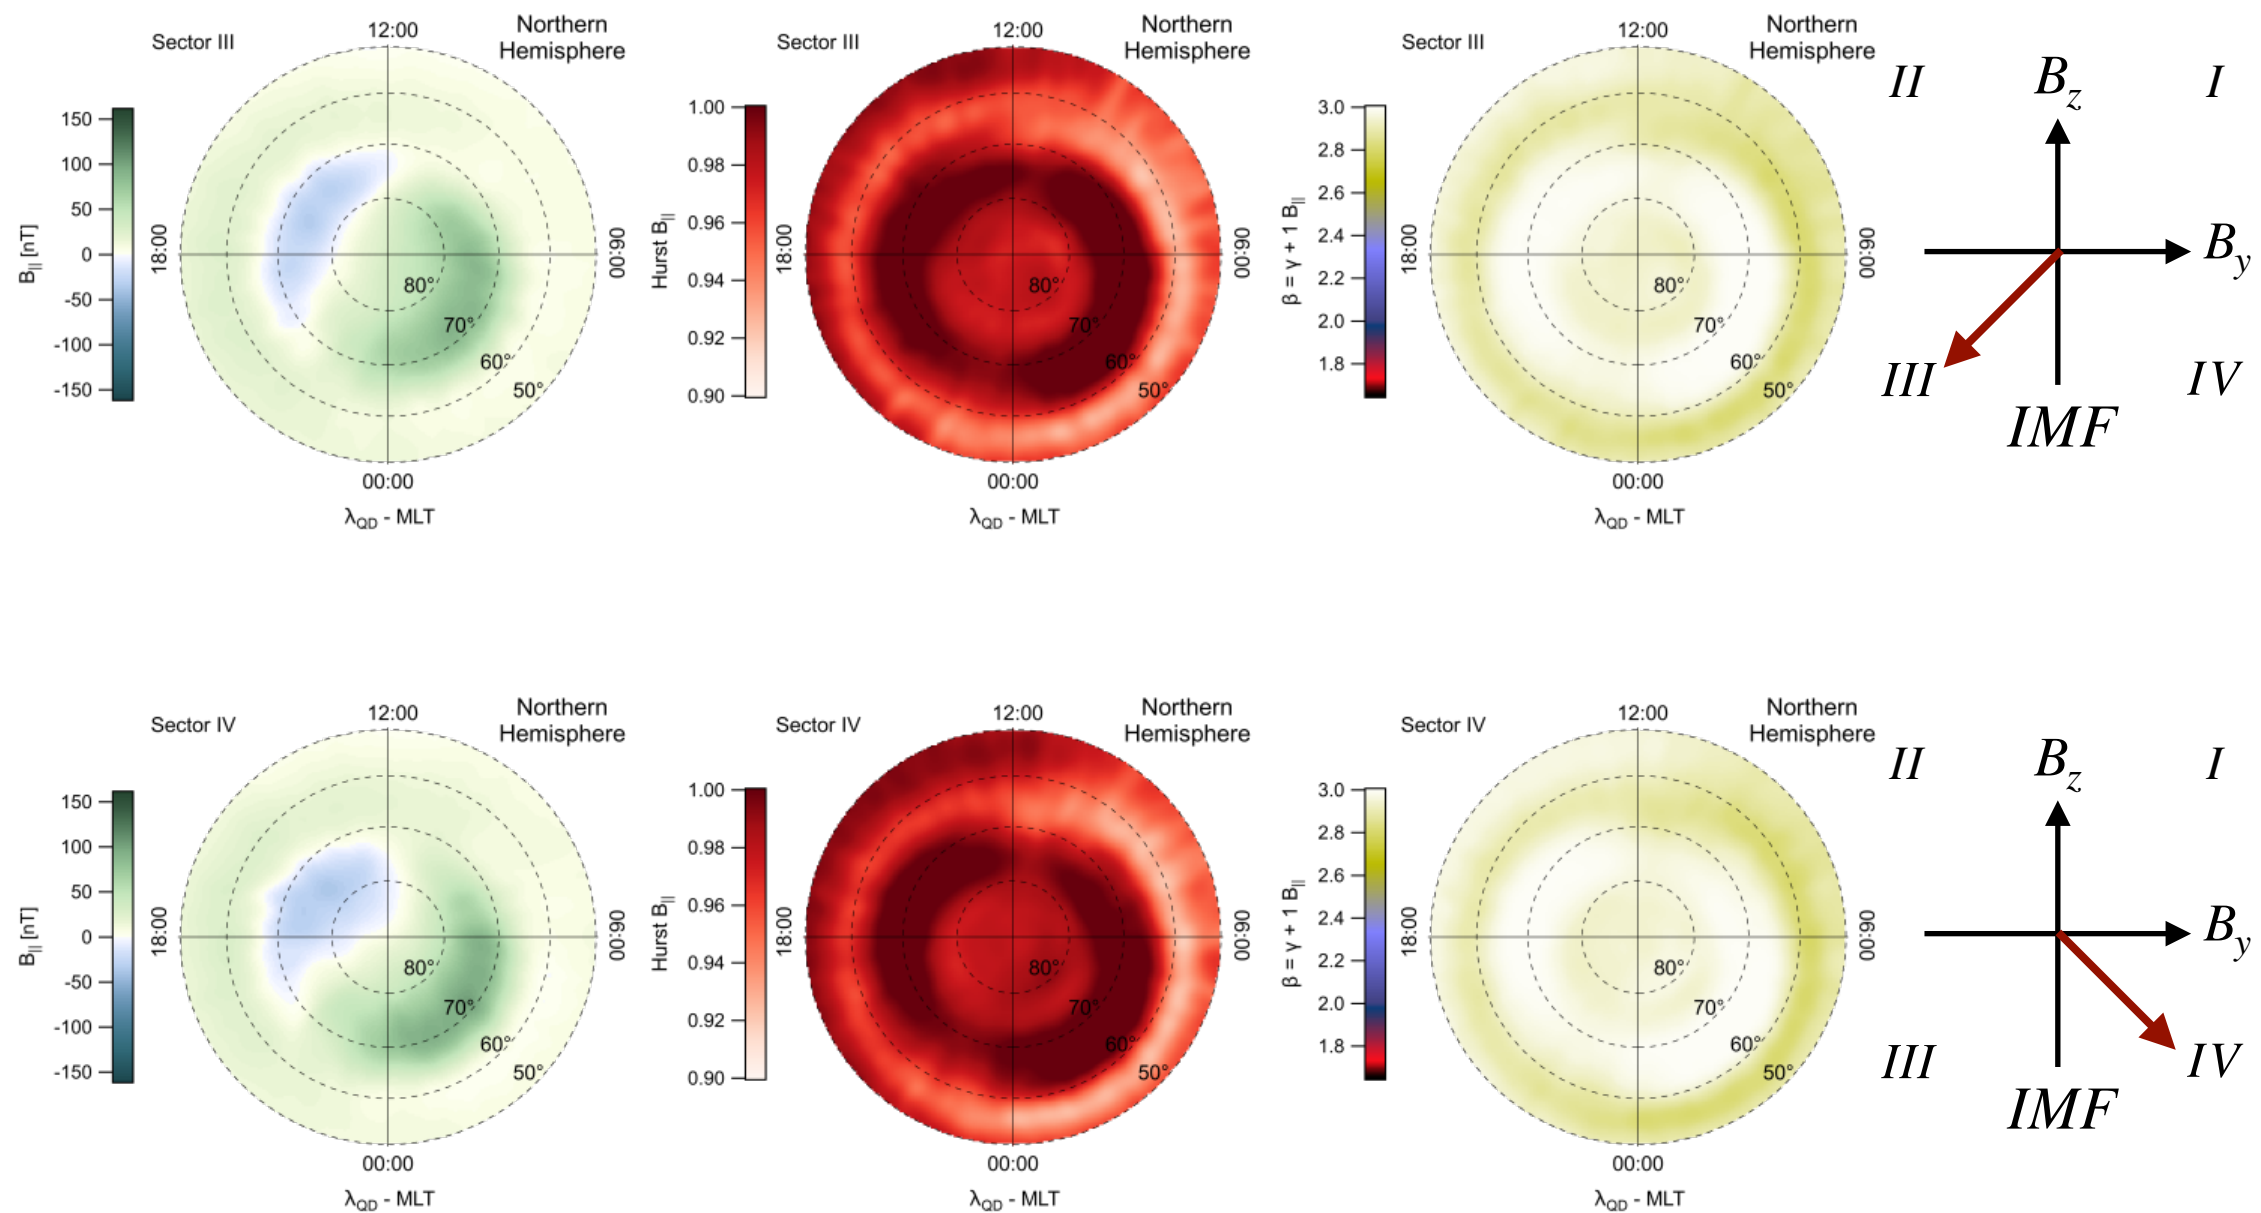 Sector III
12:00
Northern
Hemisphere
150
100
50
0
-50
-100
-150
B|| [nT]
18:00
06:00
80°
70°
60°
50°
00:00
λQD - MLT
Sector III
12:00
Northern
Hemisphere
1.00
0.98
0.96
0.94
0.92
0.90
Hurst B||
18:00
06:00
80°
70°
60°
50°
00:00
λQD - MLT
Sector III
12:00
Northern
Hemisphere
3.0
2.8
2.6
2.4
2.2
2.0
1.8
β = γ + 1 B||
18:00
06:00
80°
70°
60°
50°
00:00
λQD - MLT
II
Bz
I
By
III
IV
IMF
Sector IV
12:00
Northern
Hemisphere
150
100
50
0
-50
-100
-150
B|| [nT]
18:00
06:00
80°
70°
60°
50°
00:00
λQD - MLT
Sector IV
12:00
Northern
Hemisphere
1.00
0.98
0.96
0.94
0.92
0.90
Hurst B||
18:00
06:00
80°
70°
60°
50°
00:00
λQD - MLT
Sector IV
12:00
Northern
Hemisphere
3.0
2.8
2.6
2.4
2.2
2.0
1.8
β = γ + 1 B||
18:00
06:00
80°
70°
60°
50°
00:00
λQD - MLT
II
Bz
I
By
III
IV
IMF